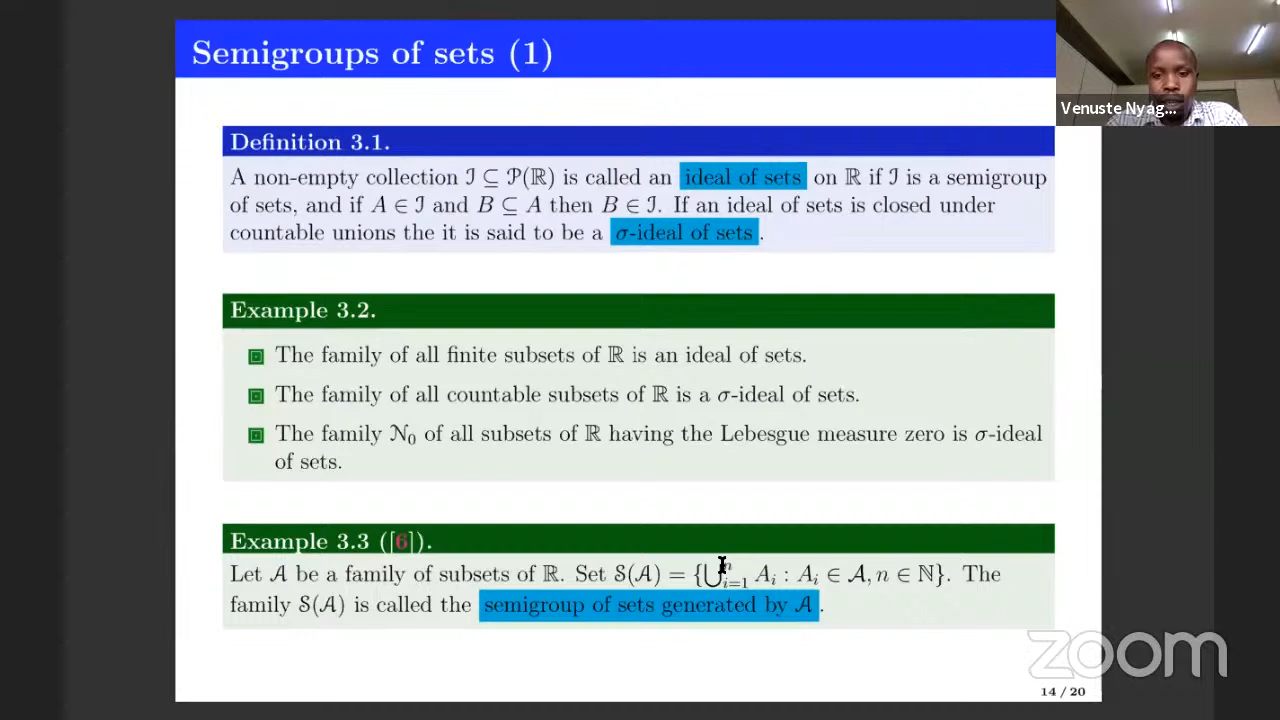 Semigroups of sets (1)
Venuste Nyag...
Definition 3.1.
A non-empty collection ℐ ⊆ 𝒫(ℝ) is called an ideal of sets on ℝ if ℐ is a semigroup
of sets, and if A ∈ ℐ and B ⊆ A then B ∈ ℐ. If an ideal of sets is closed under
countable unions the it is said to be a σ-ideal of sets .
Example 3.2.
The family of all finite subsets of ℝ is an ideal of sets.
The family of all countable subsets of ℝ is a σ-ideal of sets.
The family 𝒩₀ of all subsets of ℝ having the Lebesgue measure zero is σ-ideal
of sets.
Example 3.3 ([6]).
Let 𝒜 be a family of subsets of ℝ. Set 𝒮(𝒜) = {⋃ⁿᵢ₌₁ Aᵢ : Aᵢ ∈ 𝒜, n ∈ ℕ}. The
family 𝒮(𝒜) is called the semigroup of sets generated by 𝒜 .
zoom
14 / 20